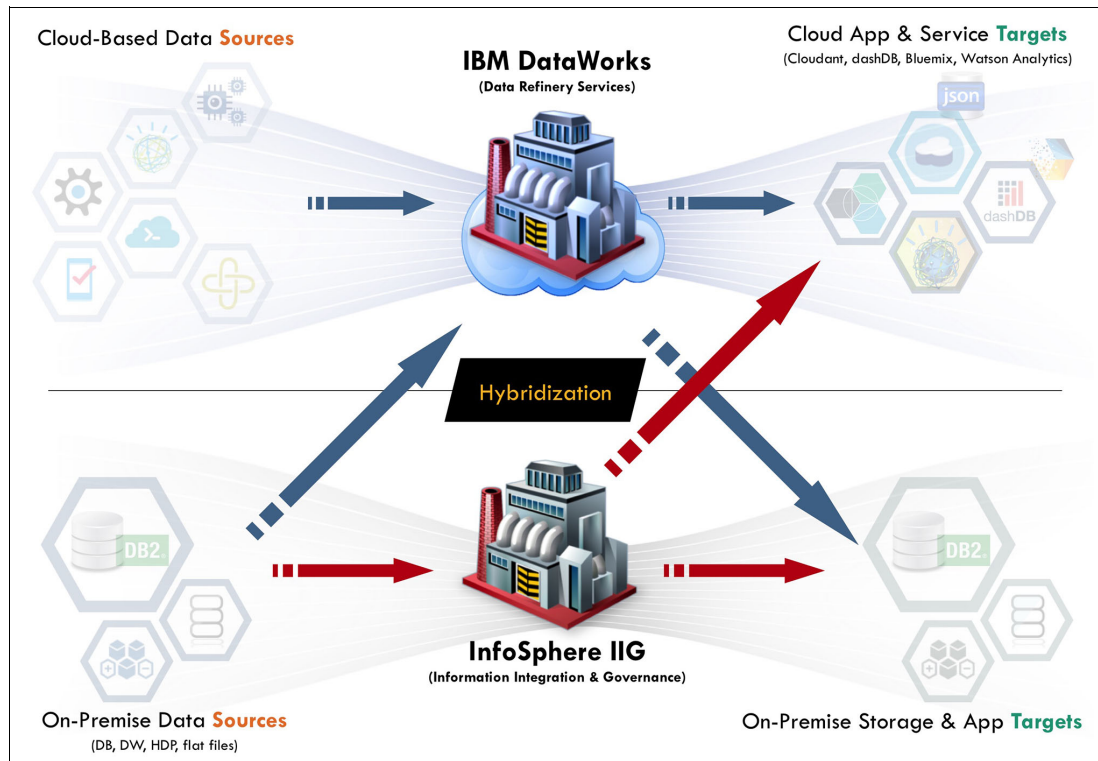 Cloud-Based Data Sources
IBM DataWorks
(Data Refinery Services)
Cloud App & Service Targets
(Cloudant, dashDB, Bluemix, Watson Analytics)
json
dashDB
Hybridization
DB2.
DB2.
InfoSphere IIG
(Information Integration & Governance)
On-Premise Data Sources
(DB, DW, HDP, flat files)
On-Premise Storage & App Targets